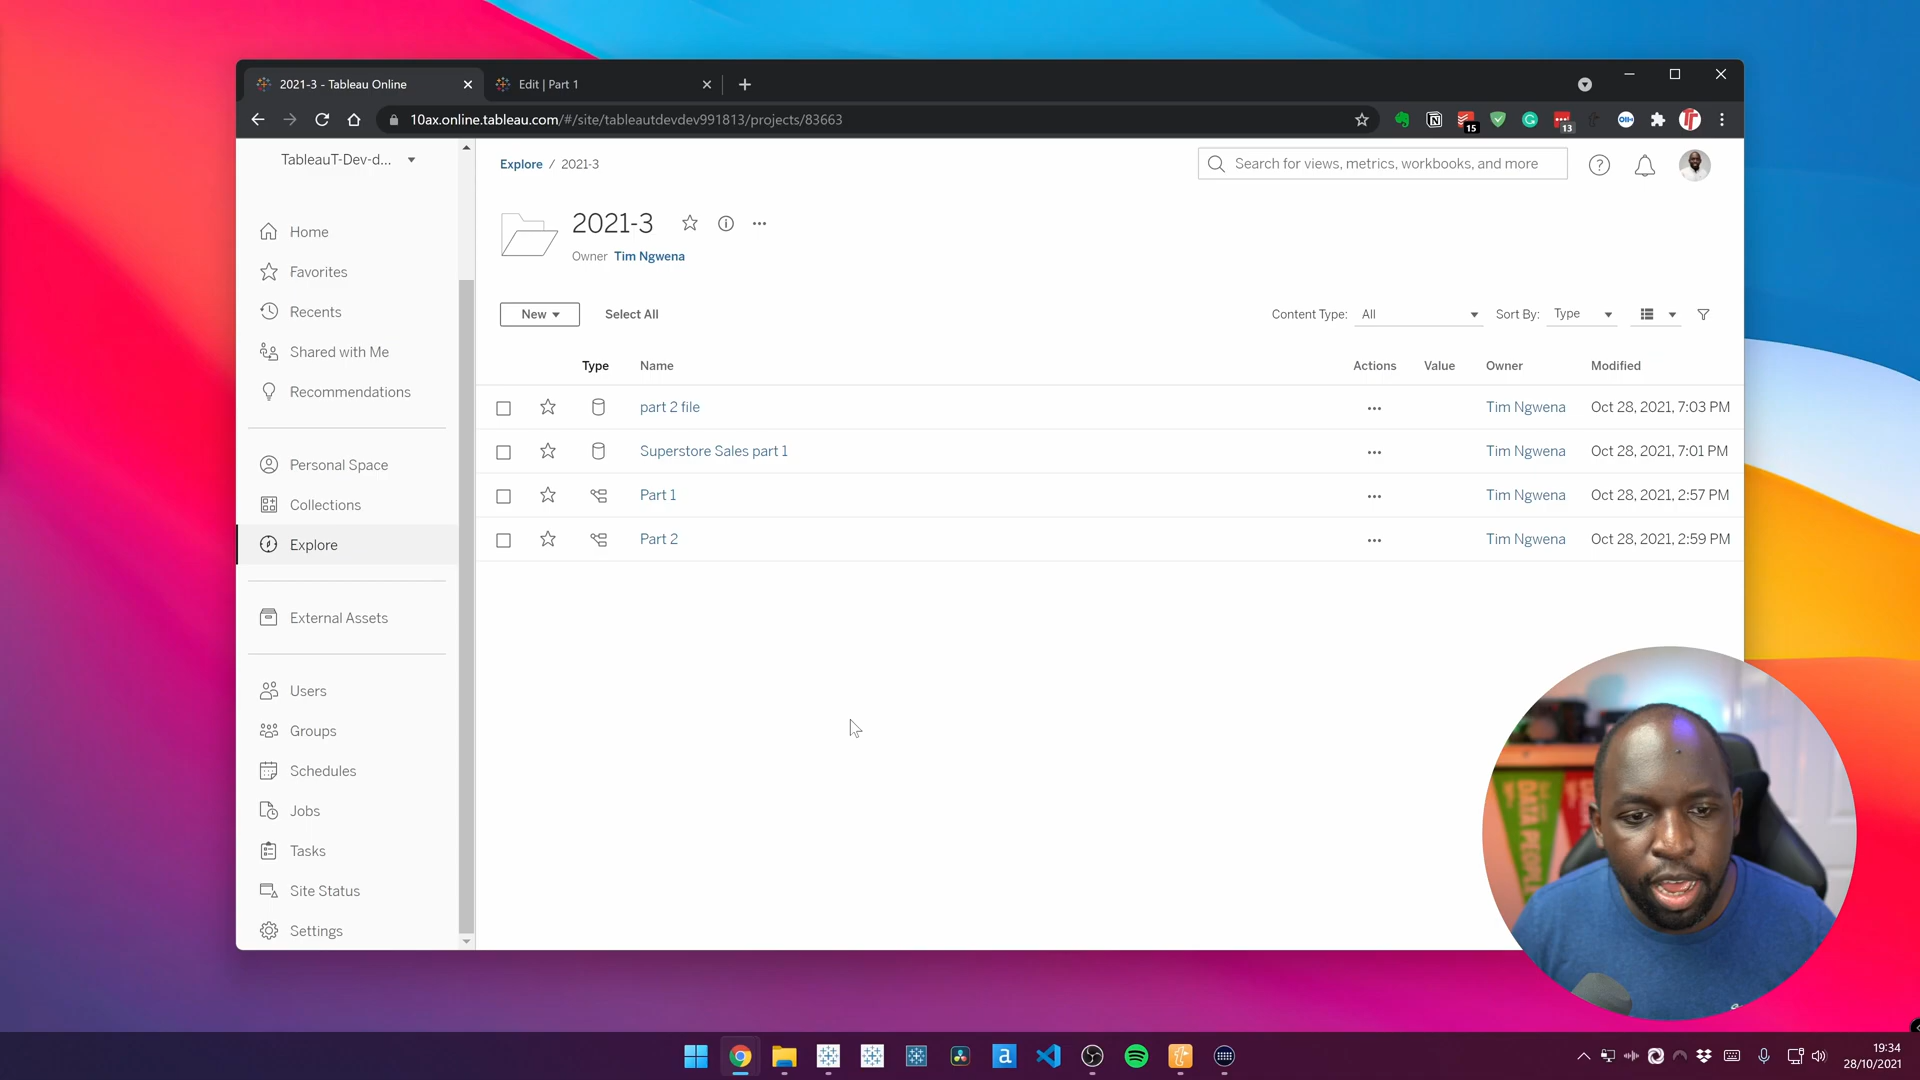 2021-3 - Tableau Online
Edit | Part 1
10ax.online.tableau.com/#/site/tableautdevdev991813/projects/83663
15
13
TableauT-Dev-d...
Explore / 2021-3
Search for views, metrics, workbooks, and more
Home
Favorites
Recents
Shared with Me
Recommendations
Personal Space
Collections
Explore
External Assets
Users
Groups
Schedules
Jobs
Tasks
Site Status
Settings
2021-3
Owner Tim Ngwena
New
Select All
Content Type: All
Sort By: Type
Type Name Actions Value Owner Modified
part 2 file Tim Ngwena Oct 28, 2021, 7:03 PM
Superstore Sales part 1 Tim Ngwena Oct 28, 2021, 7:01 PM
Part 1 Tim Ngwena Oct 28, 2021, 2:57 PM
Part 2 Tim Ngwena Oct 28, 2021, 2:59 PM
DATA PEOPLE
19:34
28/10/2021